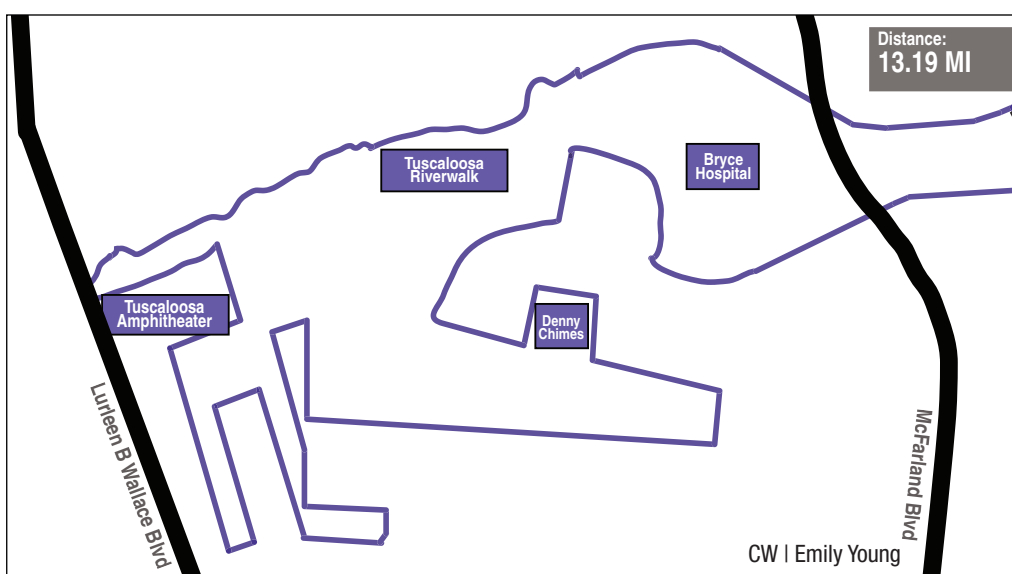 Distance:
13.19 MI
Tuscaloosa
Riverwalk
Bryce
Hospital
Tuscaloosa
Amphitheater
Denny
Chimes
Lurleen B Wallace Blvd
McFarland Blvd
CW | Emily Young